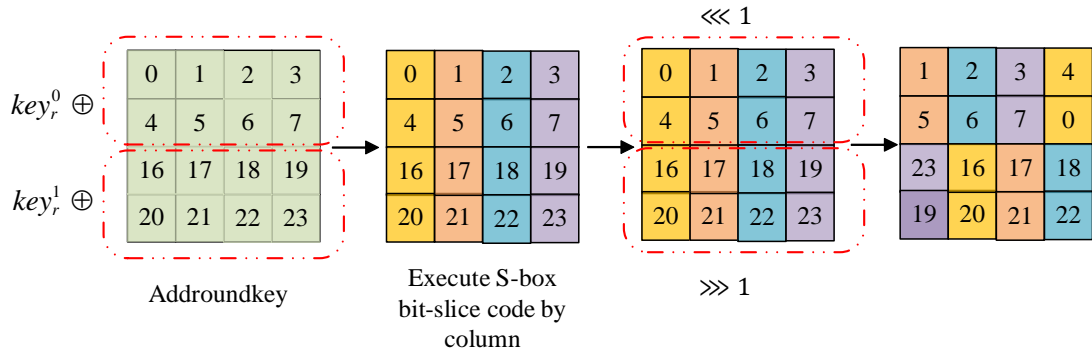 ⋘ 1
key_r^0 ⊕
key_r^1 ⊕
0 1 2 3
4 5 6 7
16 17 18 19
20 21 22 23
0 1 2 3
4 5 6 7
16 17 18 19
20 21 22 23
0 1 2 3
4 5 6 7
16 17 18 19
20 21 22 23
1 2 3 4
5 6 7 0
23 16 17 18
19 20 21 22
Addroundkey
Execute S-box
bit-slice code by
column
⋙ 1